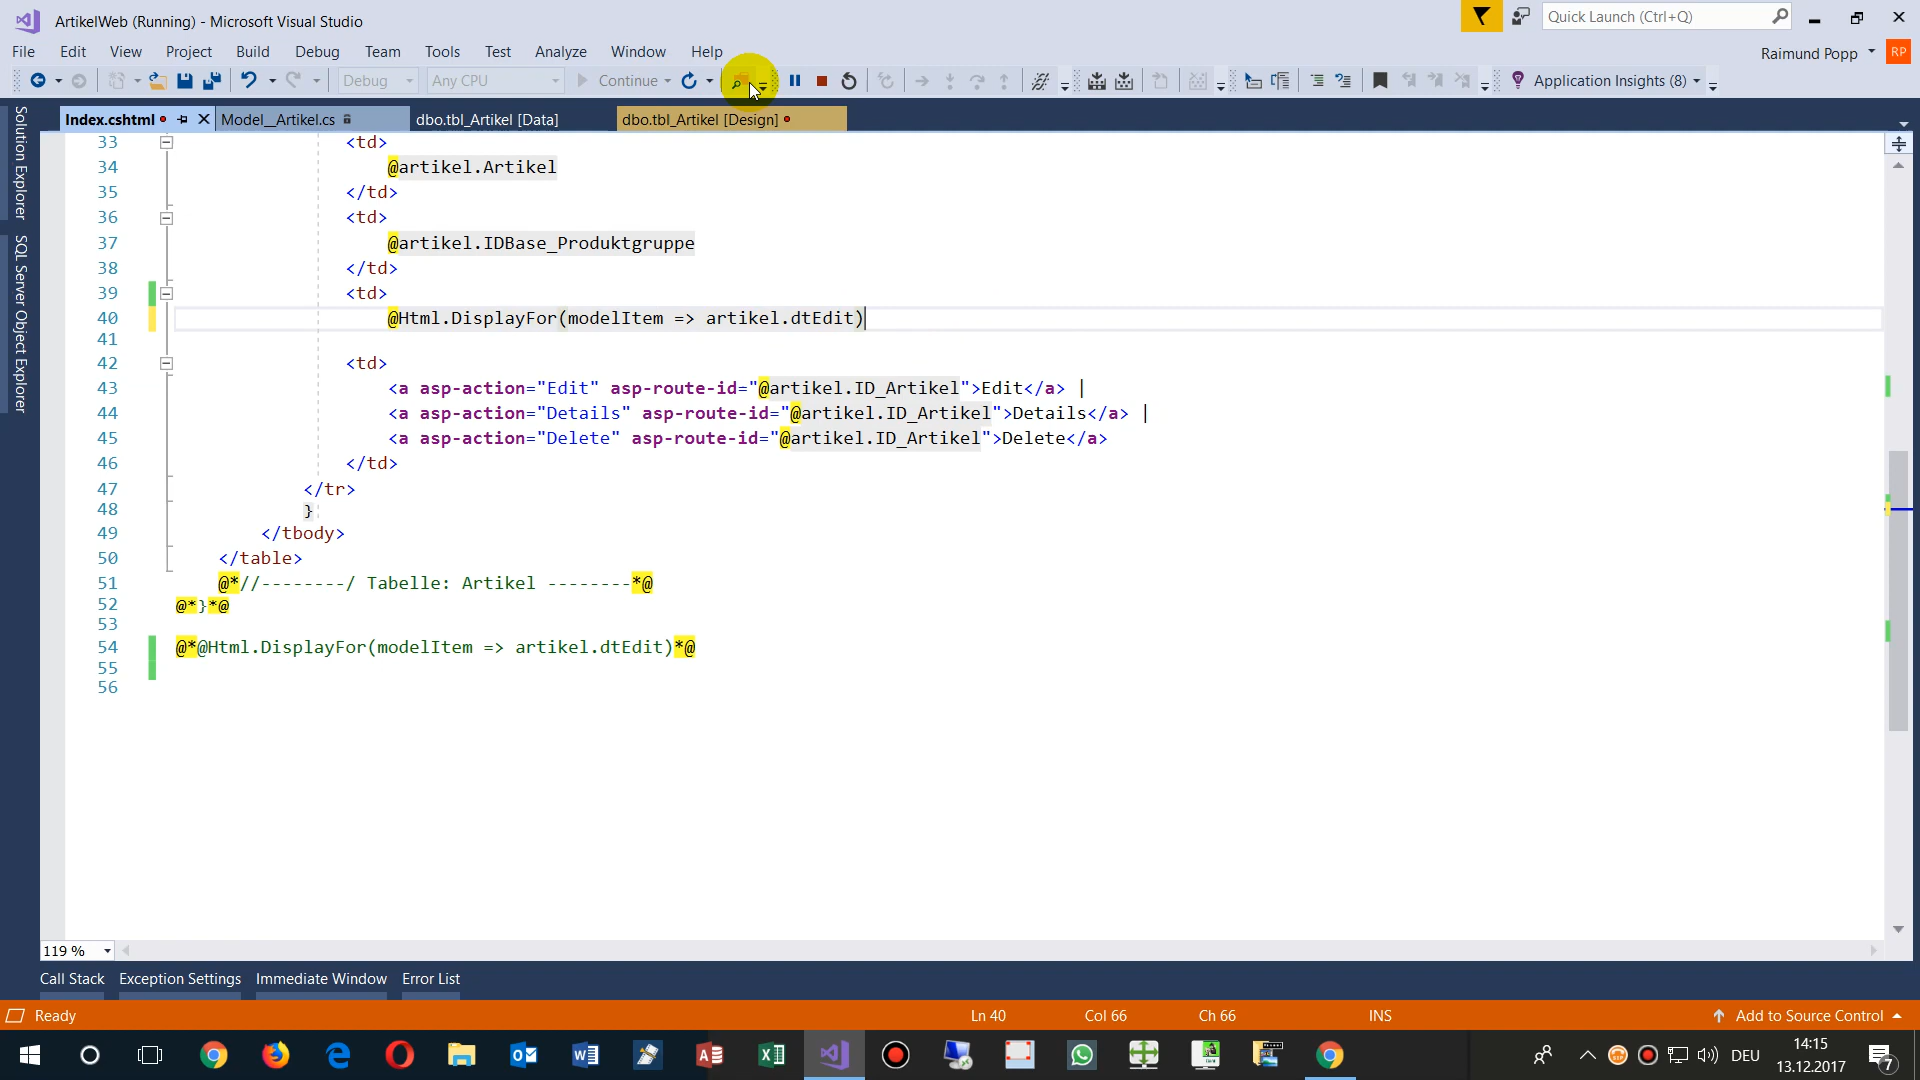 ArtikelWeb (Running) - Microsoft Visual Studio
Quick Launch (Ctrl+Q)
File Edit View Project Build Debug Team Tools Test Analyze Window Help
Raimund Popp RP
Debug Any CPU Continue Application Insights (8)
Index.cshtml Model__Artikel.cs dbo.tbl_Artikel [Data] dbo.tbl_Artikel [Design]
Solution Explorer
SQL Server Object Explorer
33 <td>
34 @artikel.Artikel
35 </td>
36 <td>
37 @artikel.IDBase_Produktgruppe
38 </td>
39 <td>
40 @Html.DisplayFor(modelItem => artikel.dtEdit)
41
42 <td>
43 <a asp-action="Edit" asp-route-id="@artikel.ID_Artikel">Edit</a> |
44 <a asp-action="Details" asp-route-id="@artikel.ID_Artikel">Details</a> |
45 <a asp-action="Delete" asp-route-id="@artikel.ID_Artikel">Delete</a>
46 </td>
47 </tr>
48 }
49 </tbody>
50 </table>
51 @*//--------/ Tabelle: Artikel --------*@
52 @*}*@
53
54 @*@Html.DisplayFor(modelItem => artikel.dtEdit)*@
55
56
119 %
Call Stack Exception Settings Immediate Window Error List
Ready Ln 40 Col 66 Ch 66 INS Add to Source Control
DEU 14:15
13.12.2017
7